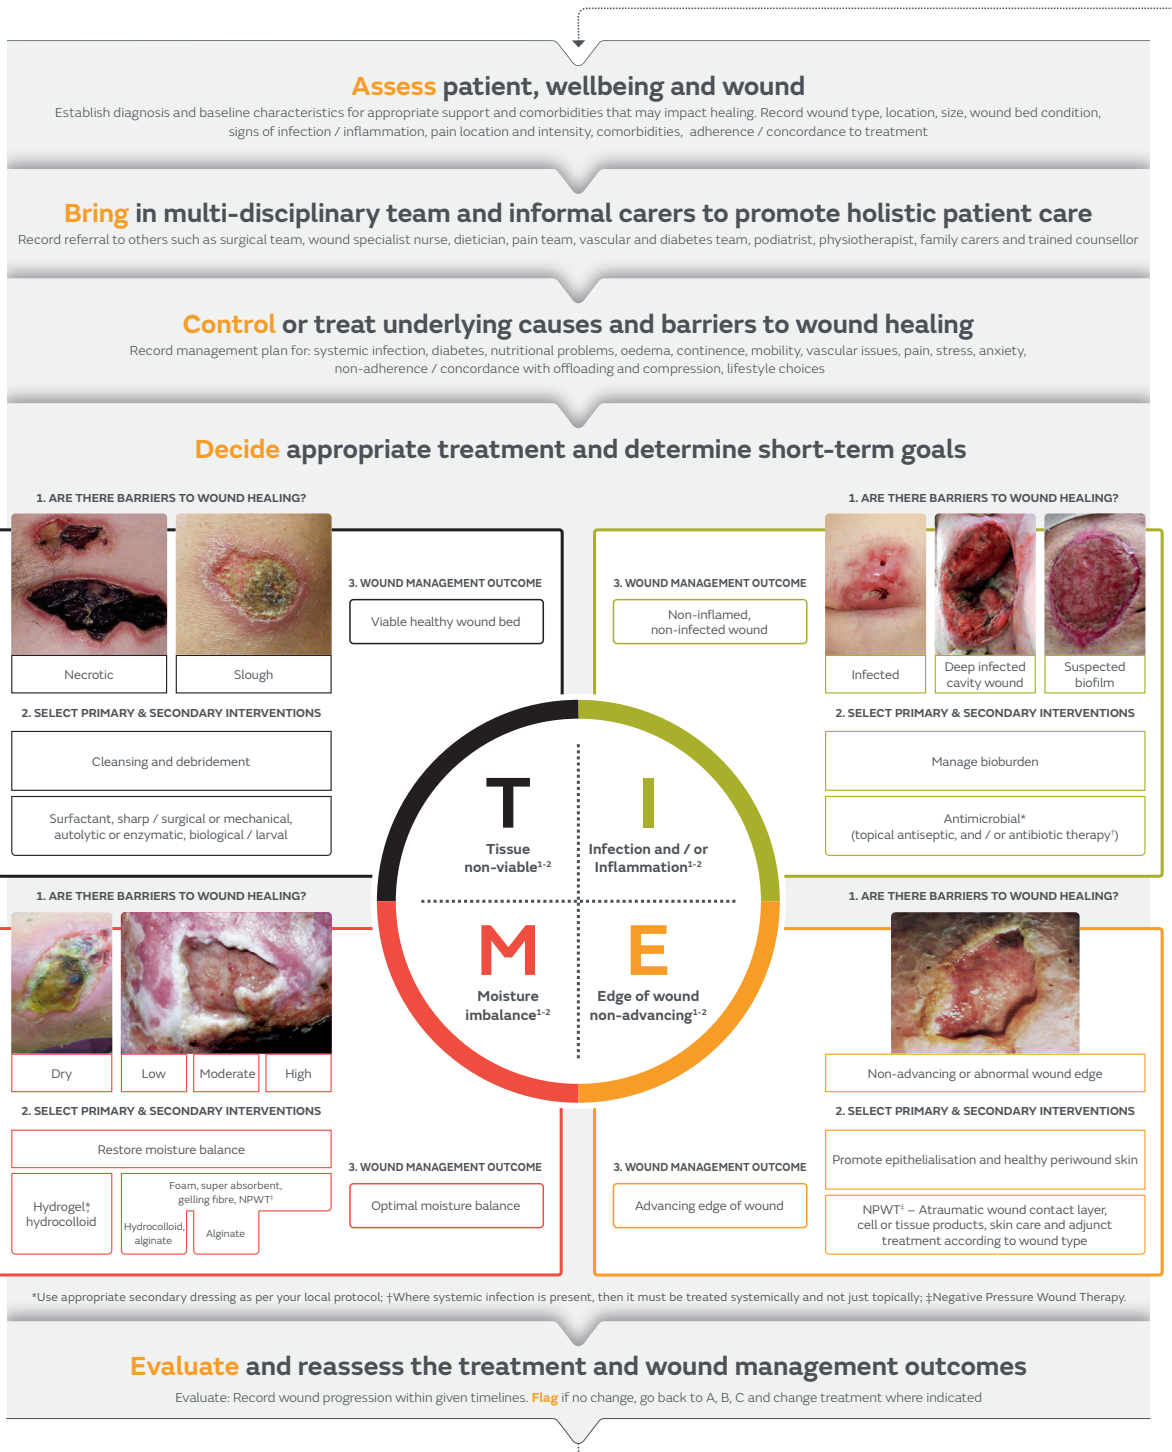 Assess patient, wellbeing and wound
Establish diagnosis and baseline characteristics for appropriate support and comorbidities that may impact healing. Record wound type, location, size, wound bed condition,
signs of infection / inflammation, pain location and intensity, comorbidities, adherence / concordance to treatment
Bring in multi-disciplinary team and informal carers to promote holistic patient care
Record referral to others such as surgical team, wound specialist nurse, dietician, pain team, vascular and diabetes team, podiatrist, physiotherapist, family carers and trained counsellor
Control or treat underlying causes and barriers to wound healing
Record management plan for: systemic infection, diabetes, nutritional problems, oedema, continence, mobility, vascular issues, pain, stress, anxiety,
non-adherence / concordance with offloading and compression, lifestyle choices
Decide appropriate treatment and determine short-term goals
1. ARE THERE BARRIERS TO WOUND HEALING?
Necrotic
Slough
2. SELECT PRIMARY & SECONDARY INTERVENTIONS
Cleansing and debridement
Surfactant, sharp / surgical or mechanical,
autolytic or enzymatic, biological / larval
3. WOUND MANAGEMENT OUTCOME
Viable healthy wound bed
3. WOUND MANAGEMENT OUTCOME
Non-inflamed,
non-infected wound
1. ARE THERE BARRIERS TO WOUND HEALING?
Infected
Deep infected
cavity wound
Suspected
biofilm
2. SELECT PRIMARY & SECONDARY INTERVENTIONS
Manage bioburden
Antimicrobial*
(topical antiseptic, and / or antibiotic therapy†)
T
Tissue
non-viable1-2
I
Infection and / or
Inflammation1-2
M
Moisture
imbalance1-2
E
Edge of wound
non-advancing1-2
1. ARE THERE BARRIERS TO WOUND HEALING?
Dry
Low
Moderate
High
2. SELECT PRIMARY & SECONDARY INTERVENTIONS
Restore moisture balance
Hydrogel*,
hydrocolloid
Foam, super absorbent,
gelling fibre, NPWT‡
Hydrocolloid,
alginate
Alginate
3. WOUND MANAGEMENT OUTCOME
Optimal moisture balance
3. WOUND MANAGEMENT OUTCOME
Advancing edge of wound
1. ARE THERE BARRIERS TO WOUND HEALING?
Non-advancing or abnormal wound edge
2. SELECT PRIMARY & SECONDARY INTERVENTIONS
Promote epithelialisation and healthy periwound skin
NPWT‡ – Atraumatic wound contact layer,
cell or tissue products, skin care and adjunct
treatment according to wound type
*Use appropriate secondary dressing as per your local protocol; †Where systemic infection is present, then it must be treated systemically and not just topically; ‡Negative Pressure Wound Therapy.
Evaluate and reassess the treatment and wound management outcomes
Evaluate: Record wound progression within given timelines. Flag if no change, go back to A, B, C and change treatment where indicated